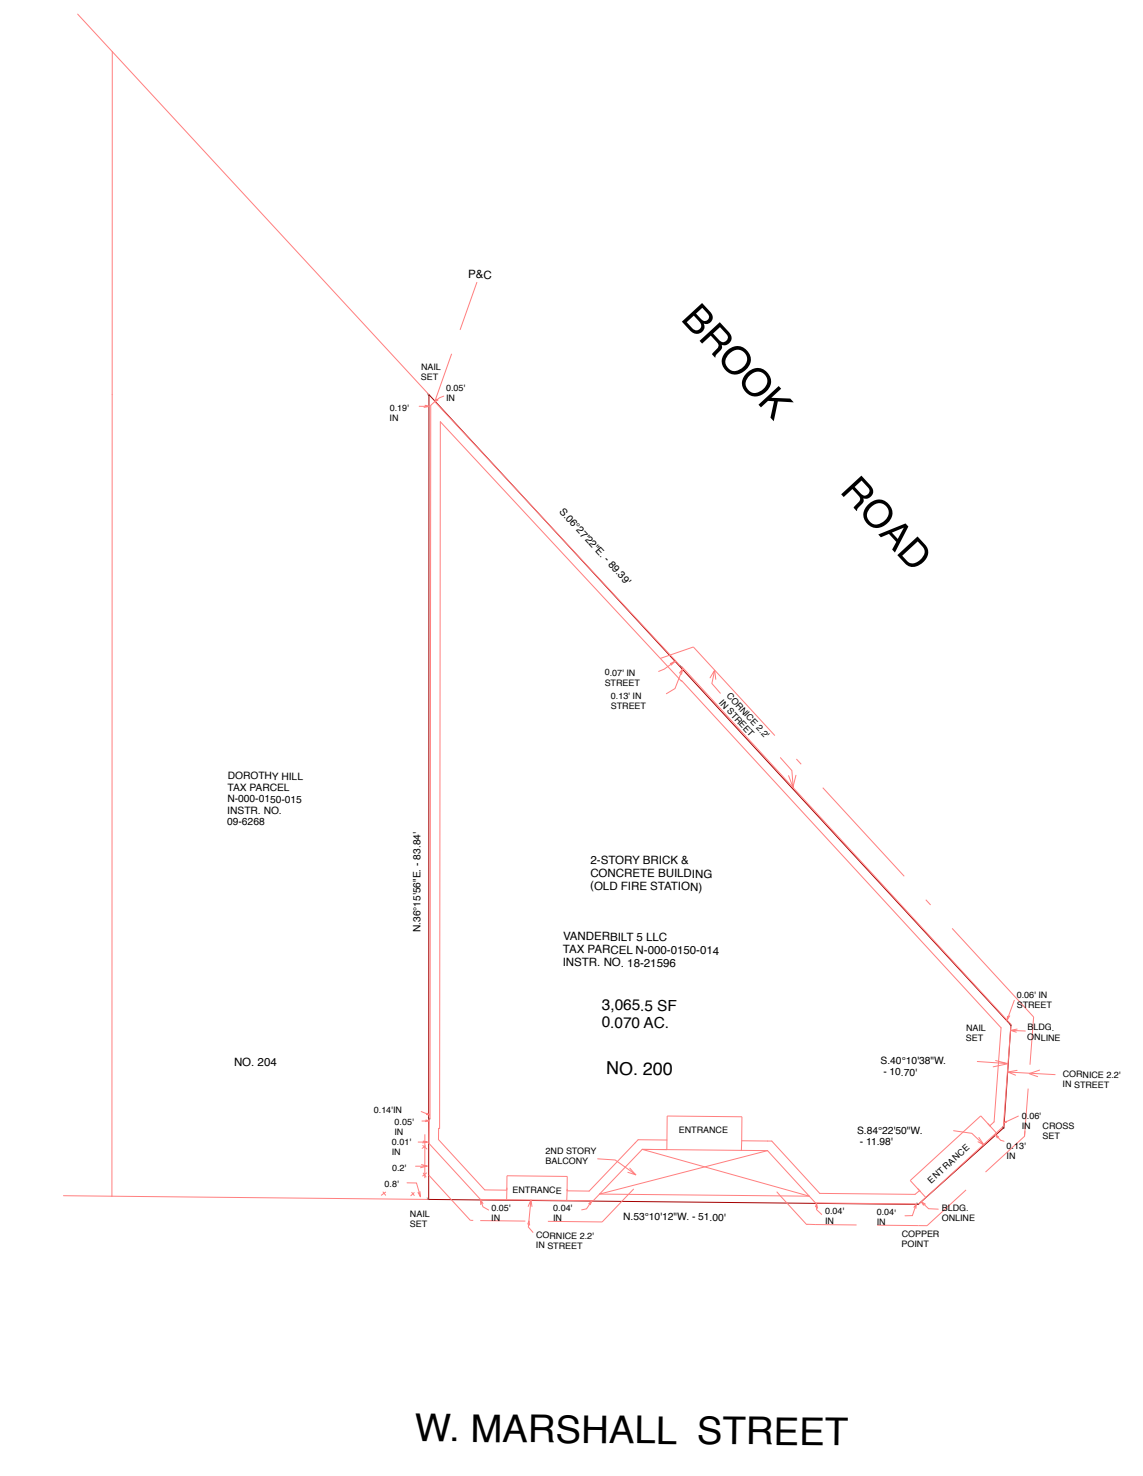 P&C
BROOK
ROAD
NAIL
SET
0.05'
IN
0.19'
IN
S.06°27'22"E. - 89.39'
0.07' IN
STREET
0.13' IN
STREET
CORNICE 2.2'
IN STREET
DOROTHY HILL
TAX PARCEL
N-000-0150-015
INSTR. NO.
09-6268
N.36°15'56"E. - 83.84'
2-STORY BRICK &
CONCRETE BUILDING
(OLD FIRE STATION)
VANDERBILT 5 LLC
TAX PARCEL N-000-0150-014
INSTR. NO. 18-21596
3,065.5 SF
0.070 AC.
NO. 204
NO. 200
0.06' IN
STREET
NAIL
SET
BLDG.
ONLINE
S.40°10'38"W.
- 10.70'
CORNICE 2.2'
IN STREET
0.14'IN
0.05'
IN
0.01'
IN
0.2'
0.8'
NAIL
SET
2ND STORY
BALCONY
ENTRANCE
ENTRANCE
S.84°22'50"W.
- 11.98'
0.06'
IN
CROSS
SET
0.13'
IN
ENTRANCE
0.05'
IN
0.04'
IN
CORNICE 2.2'
IN STREET
N.53°10'12"W. - 51.00'
0.04'
IN
0.04'
IN
BLDG.
ONLINE
COPPER
POINT
W. MARSHALL STREET